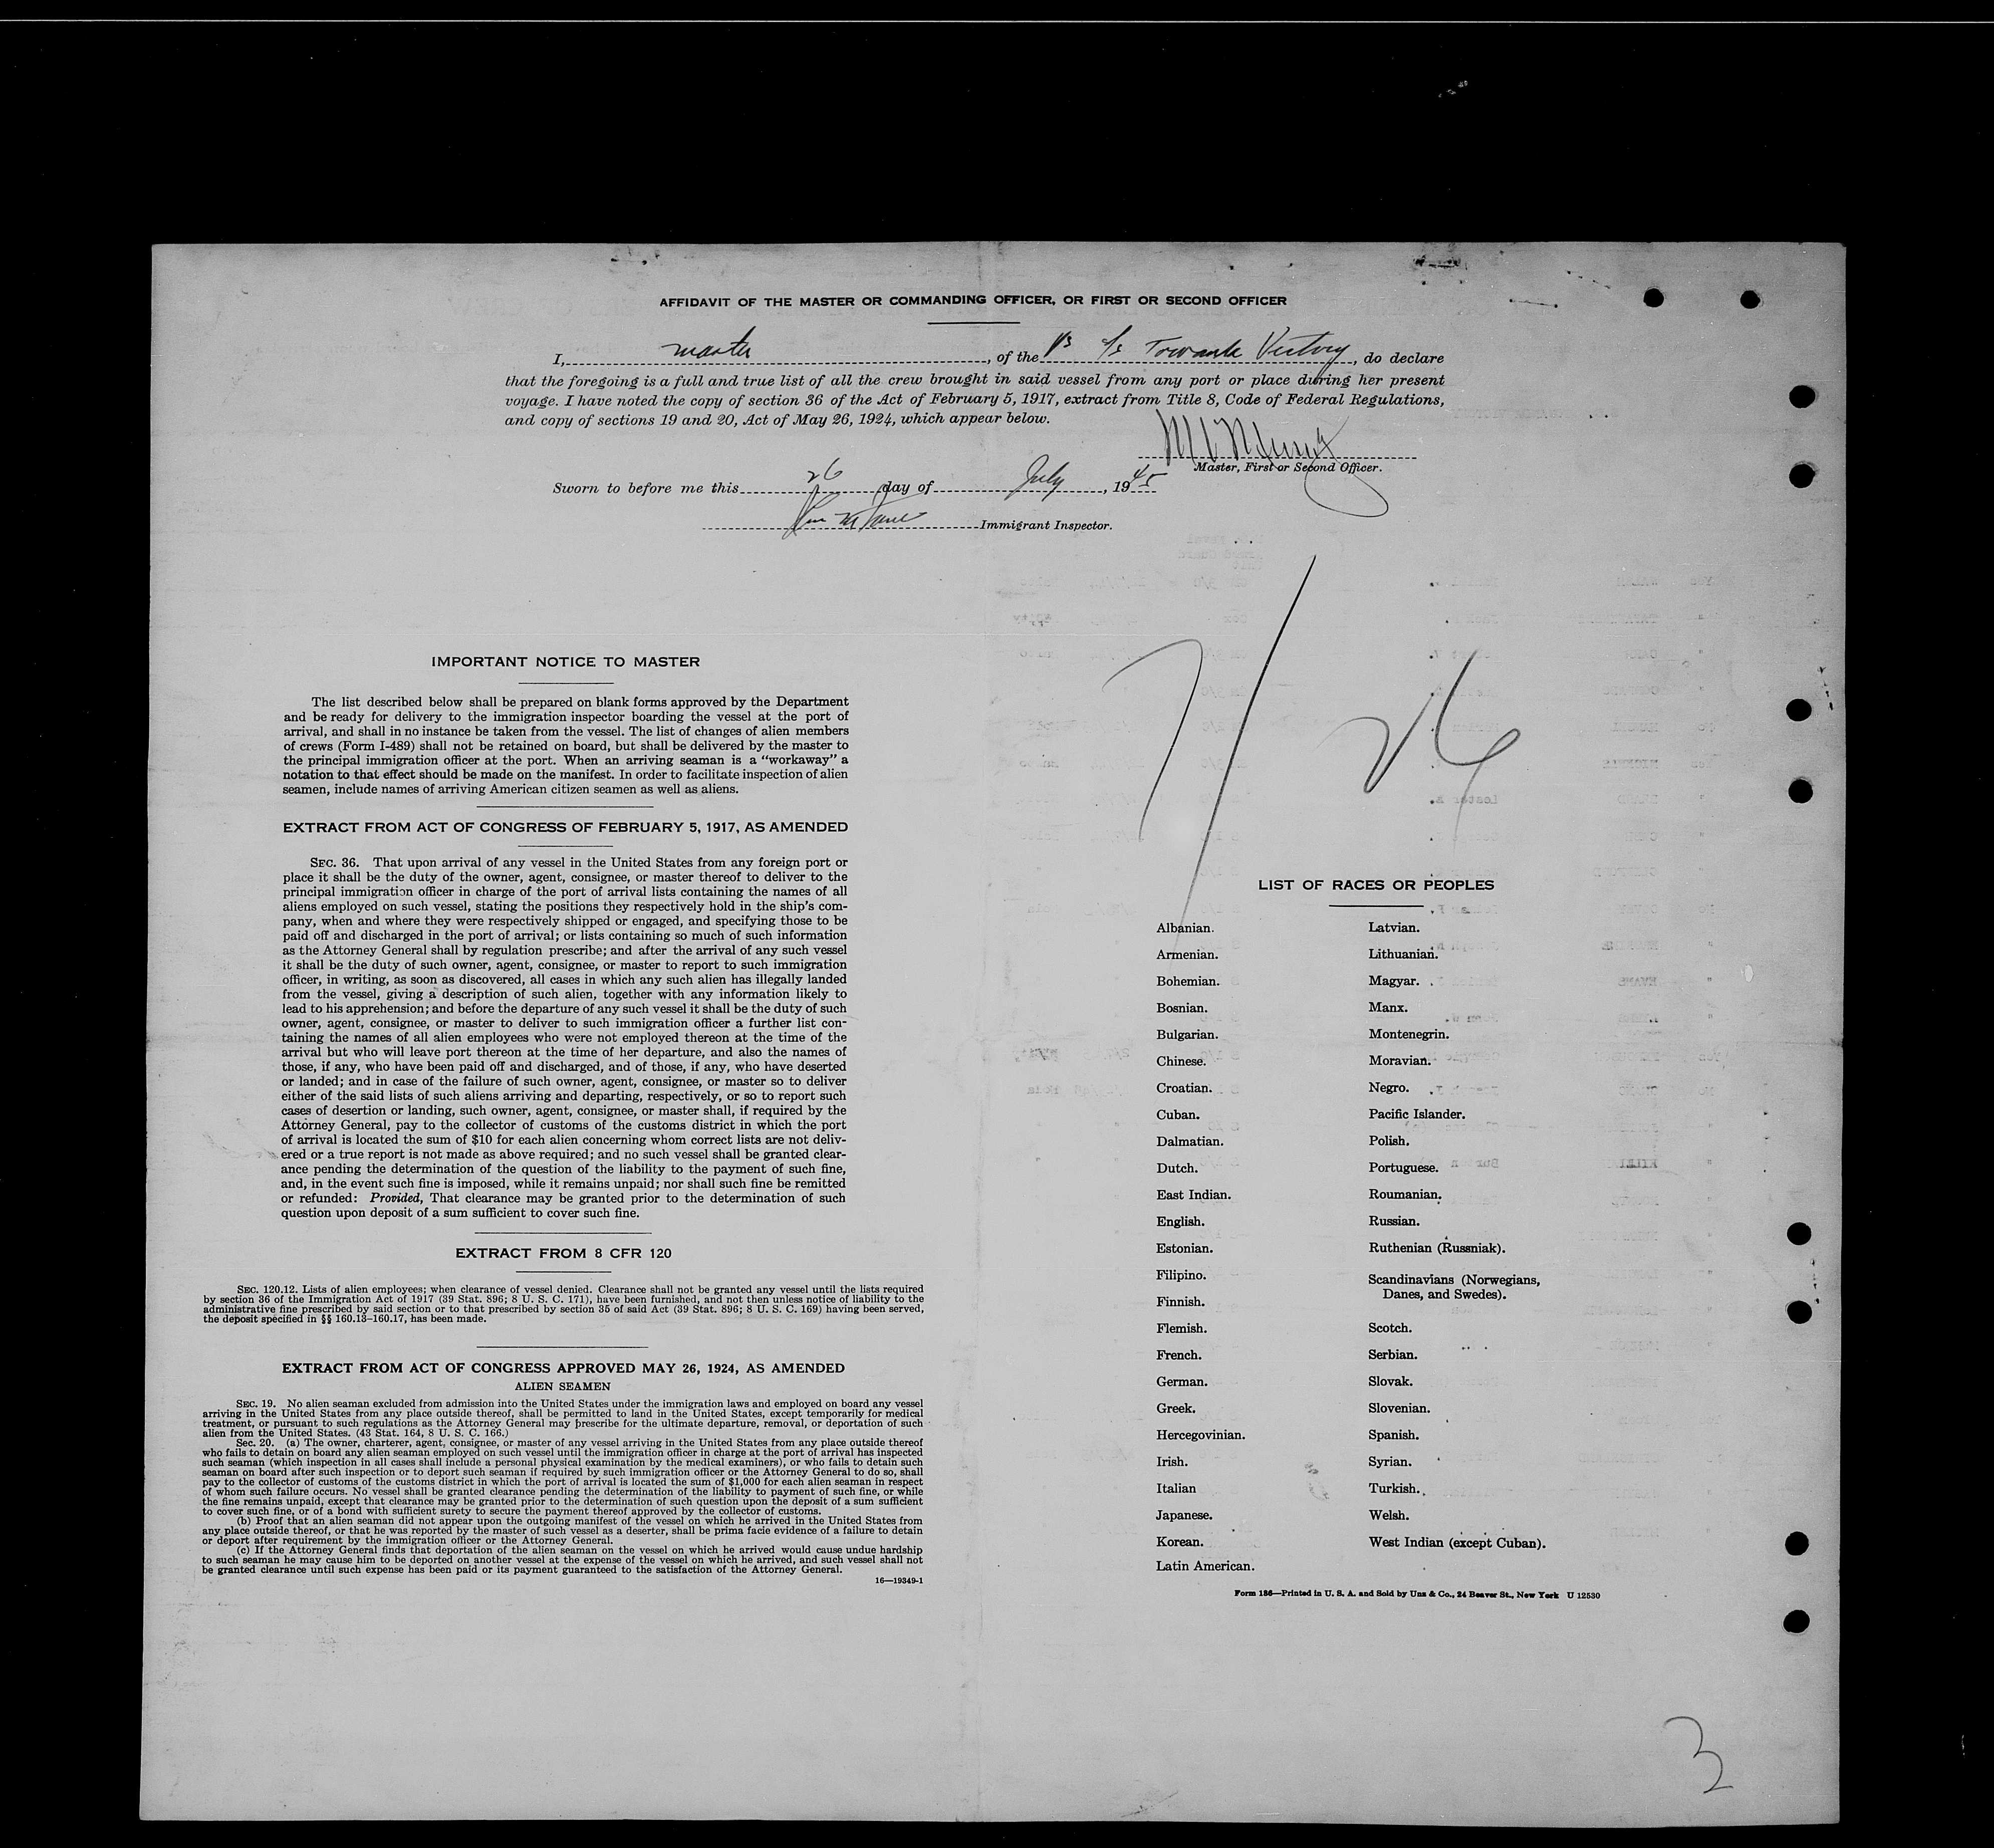 AFFIDAVIT OF THE MASTER OR COMMANDING OFFICER, OR FIRST OR SECOND OFFICER
I, master, of the Victory, do declare
that the foregoing is a full and true list of all the crew brought in said vessel from any port or place during her present
voyage. I have noted the copy of section 36 of the Act of February 5, 1917, extract from Title 8, Code of Federal Regulations,
and copy of sections 19 and 20, Act of May 26, 1924, which appear below.
Master, First or Second Officer.
Sworn to before me this 26 day of July, 1945
Immigrant Inspector.
7/26
IMPORTANT NOTICE TO MASTER
The list described below shall be prepared on blank forms approved by the Department
and be ready for delivery to the immigration inspector boarding the vessel at the port of
arrival, and shall in no instance be taken from the vessel. The list of changes of alien members
of crews (Form I-489) shall not be retained on board, but shall be delivered by the master to
the principal immigration officer at the port. When an arriving seaman is a "workaway" a
notation to that effect should be made on the manifest. In order to facilitate inspection of alien
seamen, include names of arriving American citizen seamen as well as aliens.
EXTRACT FROM ACT OF CONGRESS OF FEBRUARY 5, 1917, AS AMENDED
SEC. 36. That upon arrival of any vessel in the United States from any foreign port or
place it shall be the duty of the owner, agent, consignee, or master thereof to deliver to the
principal immigration officer in charge of the port of arrival lists containing the names of all
aliens employed on such vessel, stating the positions they respectively hold in the ship's com-
pany, when and where they were respectively shipped or engaged, and specifying those to be
paid off and discharged in the port of arrival; or lists containing so much of such information
as the Attorney General shall by regulation prescribe; and after the arrival of any such vessel
it shall be the duty of such owner, agent, consignee, or master to report to such immigration
officer, in writing, as soon as discovered, all cases in which any such alien has illegally landed
from the vessel, giving a description of such alien, together with any information likely to
lead to his apprehension; and before the departure of any such vessel it shall be the duty of such
owner, agent, consignee, or master to deliver to such immigration officer a further list con-
taining the names of all alien employees who were not employed thereon at the time of the
arrival but who will leave port thereon at the time of her departure, and also the names of
those, if any, who have been paid off and discharged, and of those, if any, who have deserted
or landed; and in case of the failure of such owner, agent, consignee, or master so to deliver
either of the said lists of such aliens arriving and departing, respectively, or so to report such
cases of desertion or landing, such owner, agent, consignee, or master shall, if required by the
Attorney General, pay to the collector of customs of the customs district in which the port
of arrival is located the sum of $10 for each alien concerning whom correct lists are not deliv-
ered or a true report is not made as above required; and no such vessel shall be granted clear-
ance pending the determination of the question of the liability to the payment of such fine,
and, in the event such fine is imposed, while it remains unpaid; nor shall such fine be remitted
or refunded: Provided, That clearance may be granted prior to the determination of such
question upon deposit of a sum sufficient to cover such fine.
EXTRACT FROM 8 CFR 120
SEC. 120.12. Lists of alien employees; when clearance of vessel denied. Clearance shall not be granted any vessel until the lists required
by section 36 of the Immigration Act of 1917 (39 Stat. 896; 8 U. S. C. 171), have been furnished, and not then unless notice of liability to the
administrative fine prescribed by said section or to that prescribed by section 35 of said Act (39 Stat. 896; 8 U. S. C. 169) having been served,
the deposit specified in §§ 160.13–160.17, has been made.
EXTRACT FROM ACT OF CONGRESS APPROVED MAY 26, 1924, AS AMENDED
ALIEN SEAMEN
SEC. 19. No alien seaman excluded from admission into the United States under the immigration laws and employed on board any vessel
arriving in the United States from any place outside thereof, shall be permitted to land in the United States, except temporarily for medical
treatment, or pursuant to such regulations as the Attorney General may prescribe for the ultimate departure, removal, or deportation of such
alien from the United States. (43 Stat. 164, 8 U. S. C. 166.)
Sec. 20. (a) The owner, charterer, agent, consignee, or master of any vessel arriving in the United States from any place outside thereof
who fails to detain on board any alien seaman employed on such vessel until the immigration officer in charge at the port of arrival has inspected
such seaman (which inspection in all cases shall include a personal physical examination by the medical examiners), or who fails to detain such
seaman on board after such inspection or to deport such seaman if required by such immigration officer or the Attorney General to do so, shall
pay to the collector of customs of the customs district in which the port of arrival is located the sum of $1,000 for each alien seaman in respect
of whom such failure occurs. No vessel shall be granted clearance pending the determination of the liability to payment of such fine, or while
the fine remains unpaid, except that clearance may be granted prior to the determination of such question upon the deposit of a sum sufficient
to cover such fine, or of a bond with sufficient surety to secure the payment thereof approved by the collector of customs.
(b) Proof that an alien seaman did not appear upon the outgoing manifest of the vessel on which he arrived in the United States from
any place outside thereof, or that he was reported by the master of such vessel as a deserter, shall be prima facie evidence of a failure to detain
or deport after requirement by the immigration officer or the Attorney General.
(c) If the Attorney General finds that deportation of the alien seaman on the vessel on which he arrived would cause undue hardship
to such seaman he may cause him to be deported on another vessel at the expense of the vessel on which he arrived, and such vessel shall not
be granted clearance until such expense has been paid or its payment guaranteed to the satisfaction of the Attorney General.
16—19349-1
LIST OF RACES OR PEOPLES
Albanian.
Armenian.
Bohemian.
Bosnian.
Bulgarian.
Chinese.
Croatian.
Cuban.
Dalmatian.
Dutch.
East Indian.
English.
Estonian.
Filipino.
Finnish.
Flemish.
French.
German.
Greek.
Hercegovinian.
Irish.
Italian
Japanese.
Korean.
Latin American.
Latvian.
Lithuanian.
Magyar.
Manx.
Montenegrin.
Moravian.
Negro.
Pacific Islander.
Polish.
Portuguese.
Roumanian.
Russian.
Ruthenian (Russniak).
Scandinavians (Norwegians,
Danes, and Swedes).
Scotch.
Serbian.
Slovak.
Slovenian.
Spanish.
Syrian.
Turkish.
Welsh.
West Indian (except Cuban).
Form 186—Printed in U. S. A. and Sold by Unz & Co., 24 Beaver St., New York U 12530
3